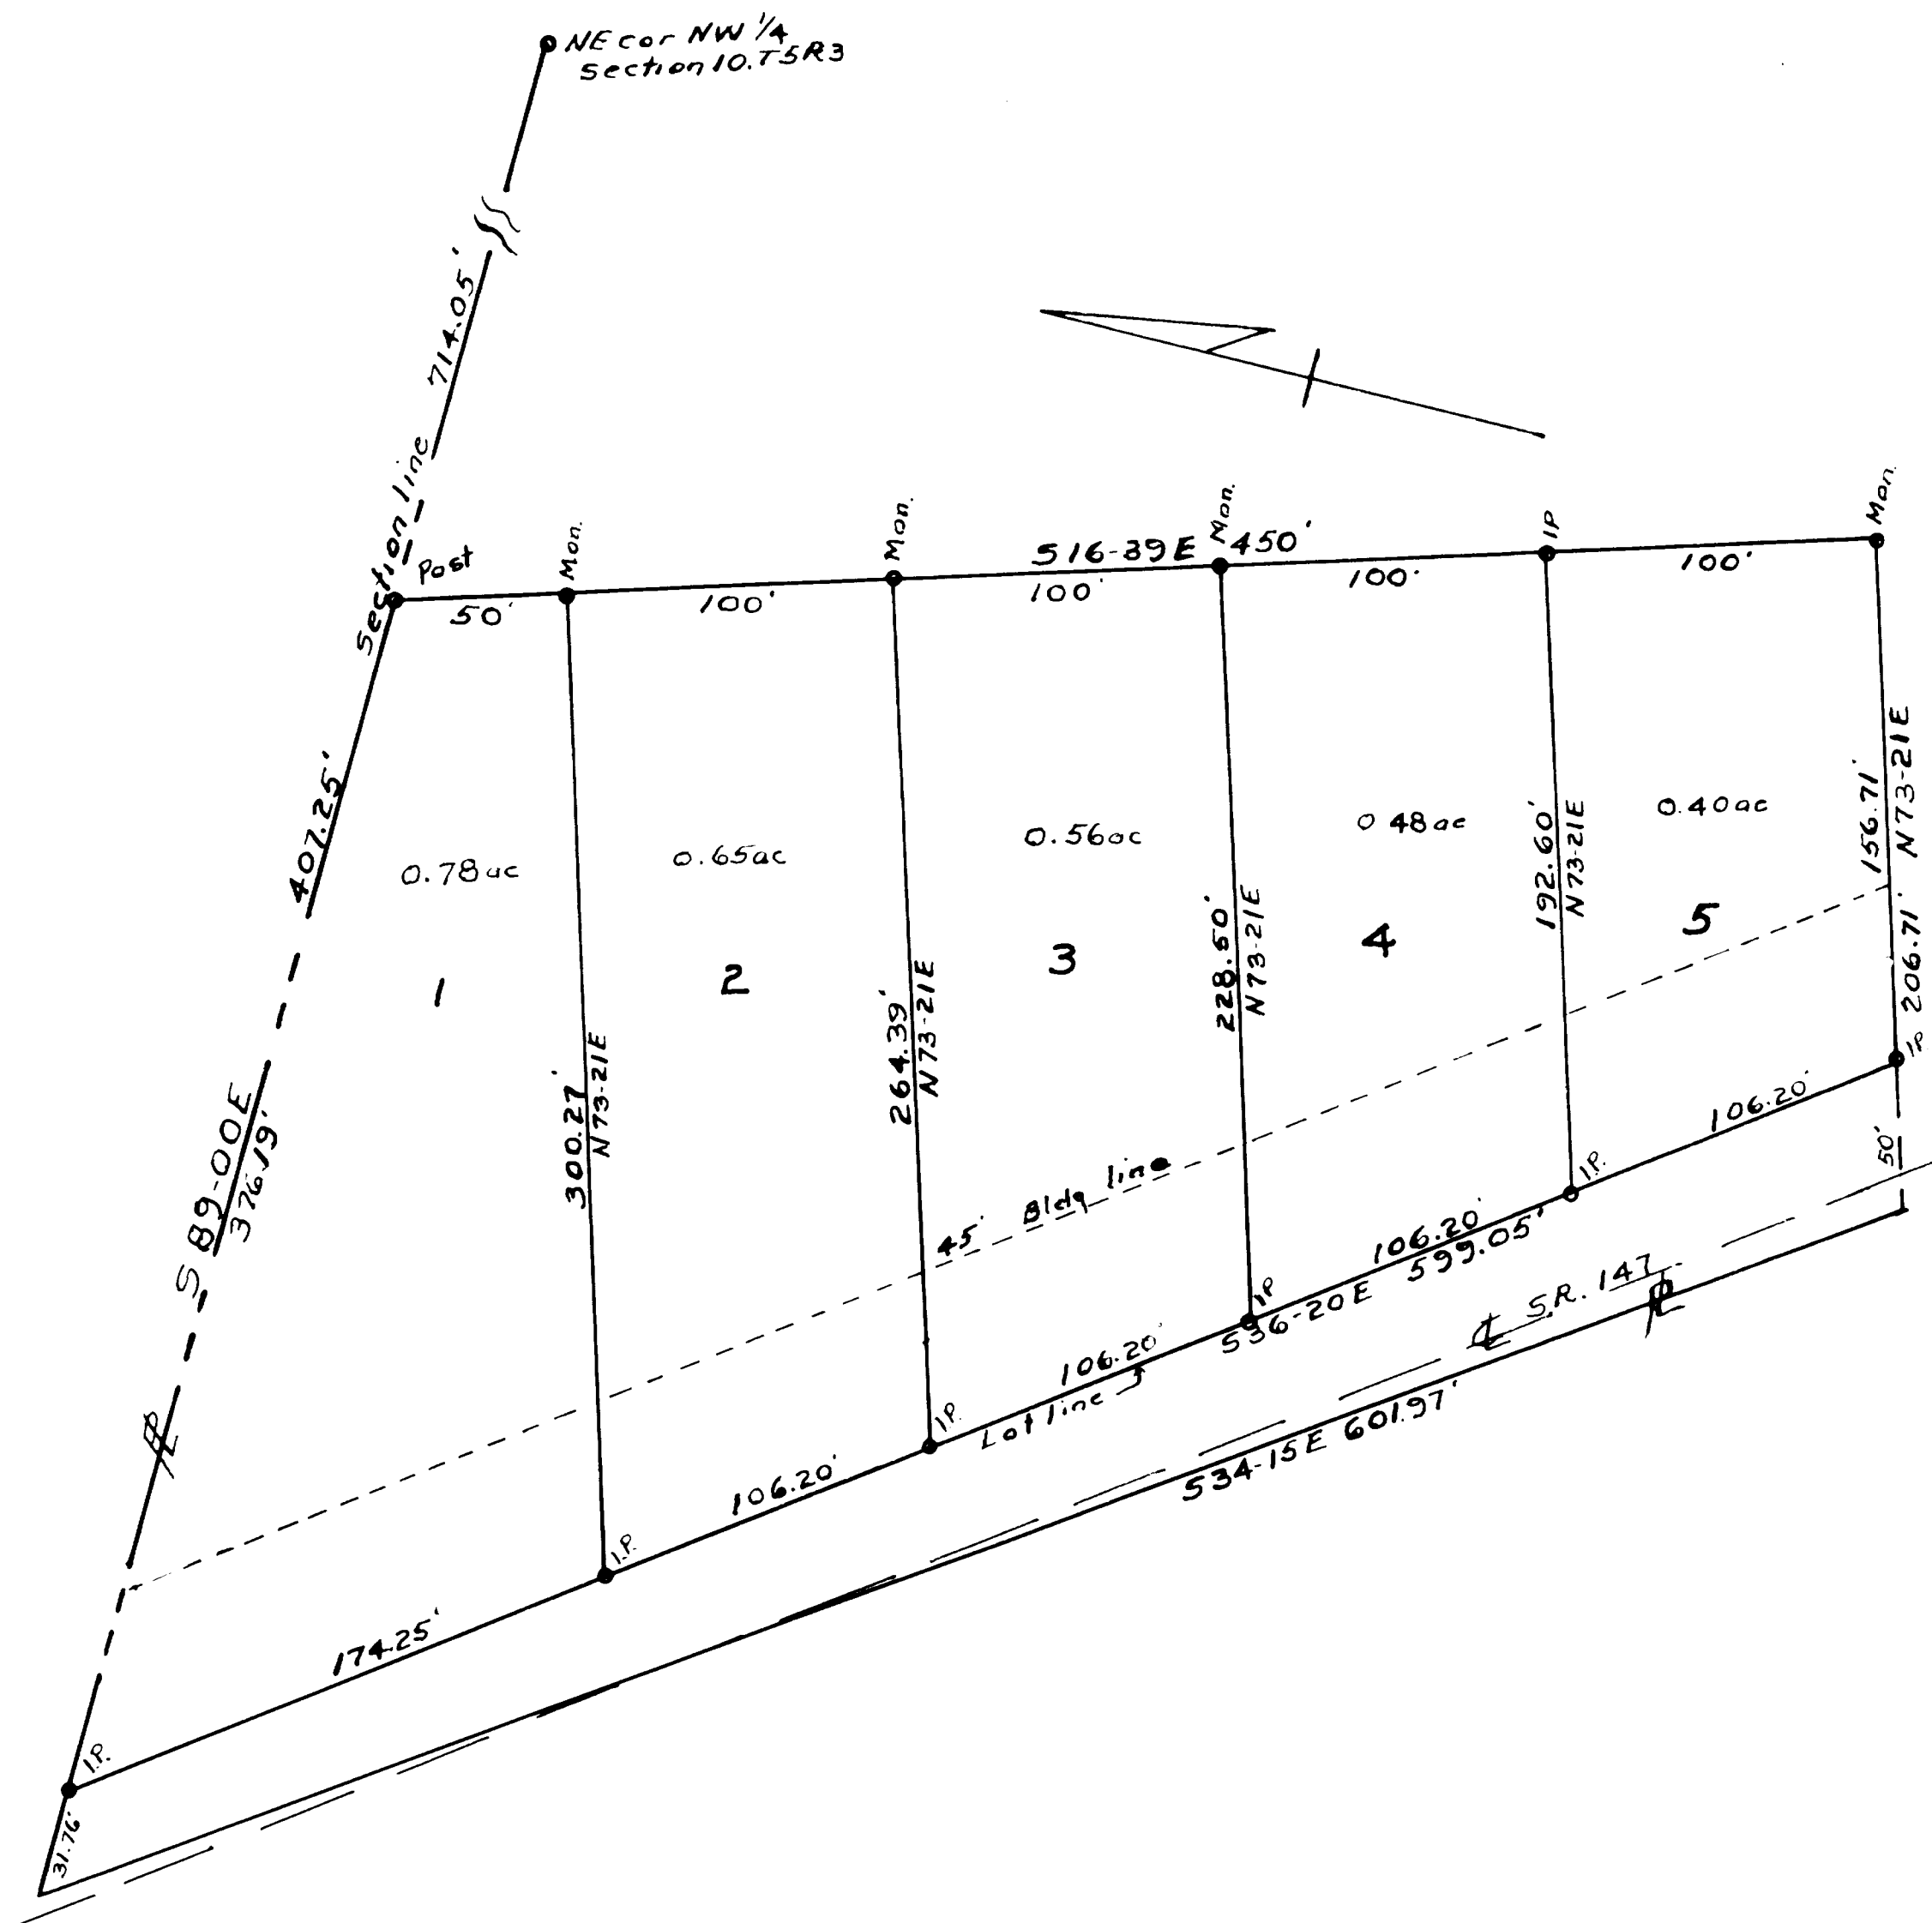 NE cor NW 1/4
section 10. T5R3
714.05'
Section line
Post
Mon.
Mon.
Mon.
IP
Mon.
S16-39E 450'
50'
100'
100'
100'
100'
407.25'
S 89-00E
376.19'
0.78ac
0.65ac
0.56ac
0.48ac
0.40ac
1
2
3
4
5
300.27'
N73-21E
264.39'
N73-21E
228.50'
N73-21E
192.60'
N73-21E
156.71'
N73-21E
206.71'
50'
45' Bldg line
I.P.
106.20'
I.P.
106.20'
599.05'
S36-20E
IP
106.20'
Lot line
I.P.
106.20'
I.P.
174.25'
I.P.
31.76'
℄ S.R. 147
S34-15E 601.97'